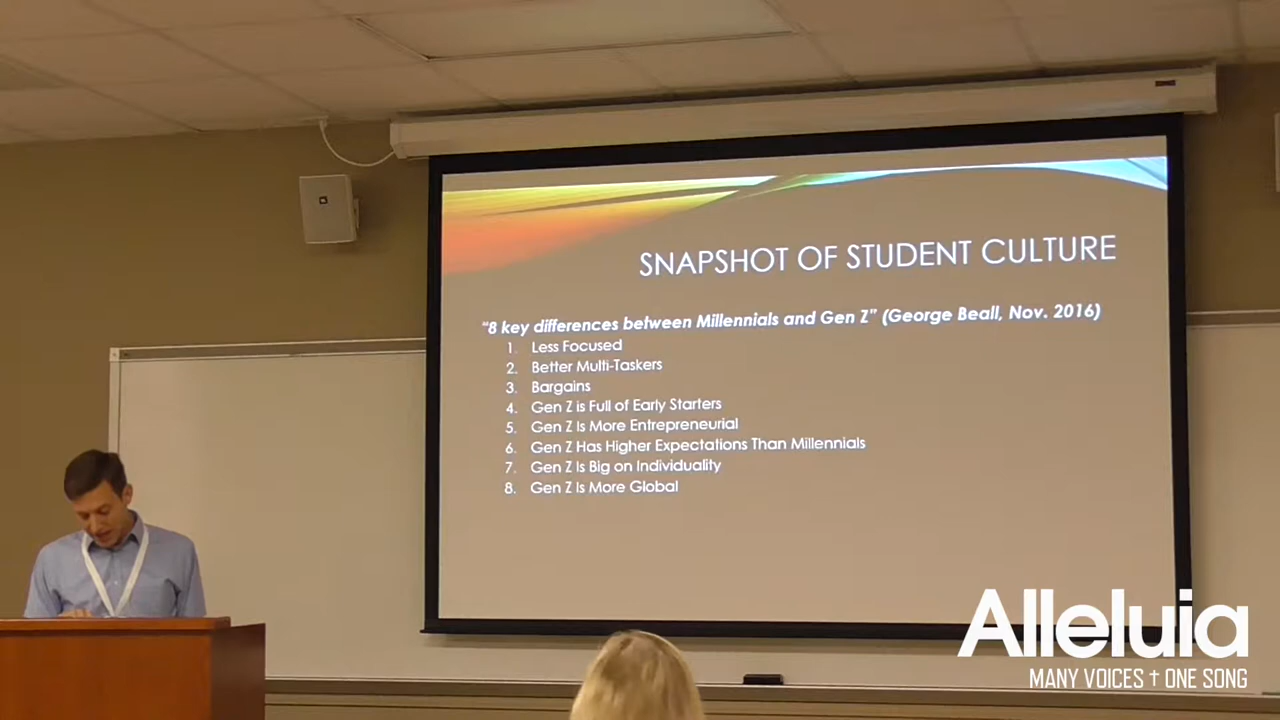 SNAPSHOT OF STUDENT CULTURE
"8 key differences between Millennials and Gen Z" (George Beall, Nov. 2016)
1. Less Focused
2. Better Multi-Taskers
3. Bargains
4. Gen Z is Full of Early Starters
5. Gen Z Is More Entrepreneurial
6. Gen Z Has Higher Expectations Than Millennials
7. Gen Z Is Big on Individuality
8. Gen Z Is More Global
Alleluia
MANY VOICES † ONE SONG